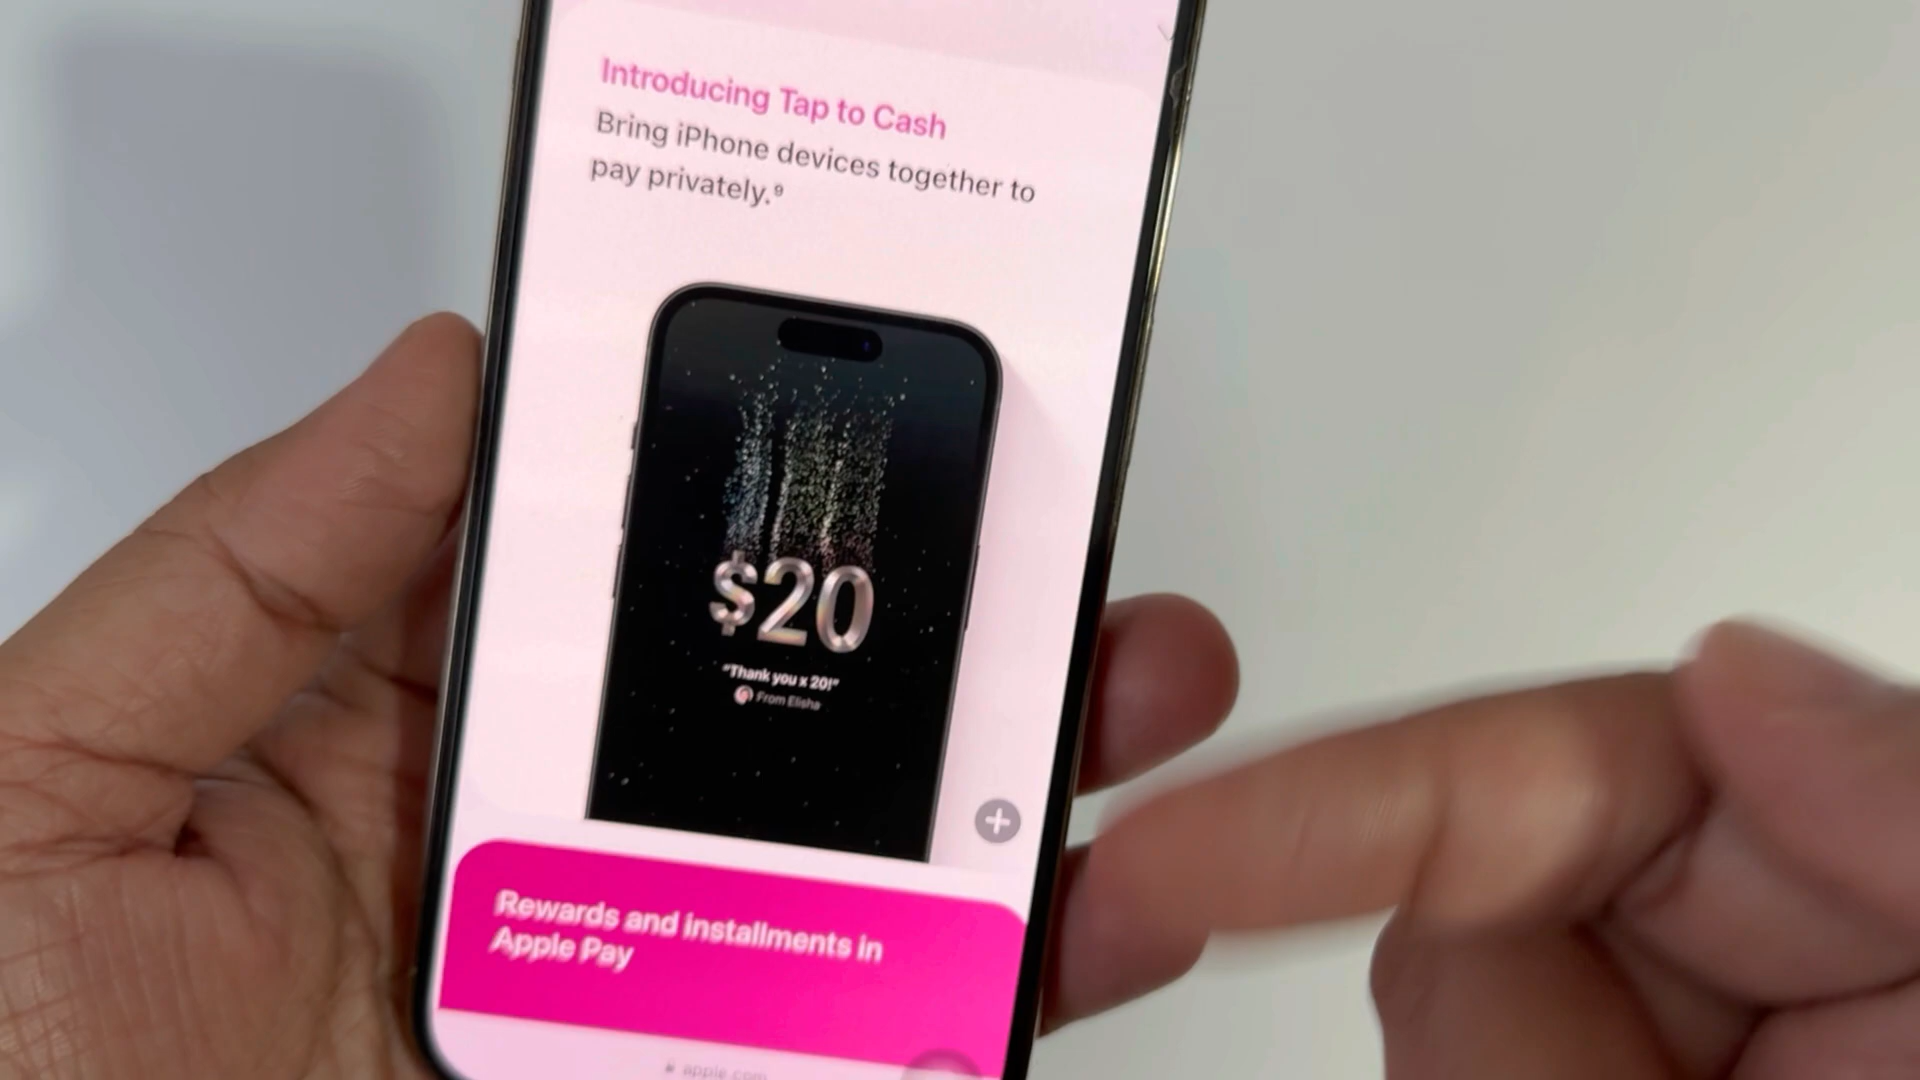 Introducing Tap to Cash
Bring iPhone devices together to
pay privately.⁹
$20
"Thank you x 20!"
From Elisha
Rewards and installments in
Apple Pay
apple.com